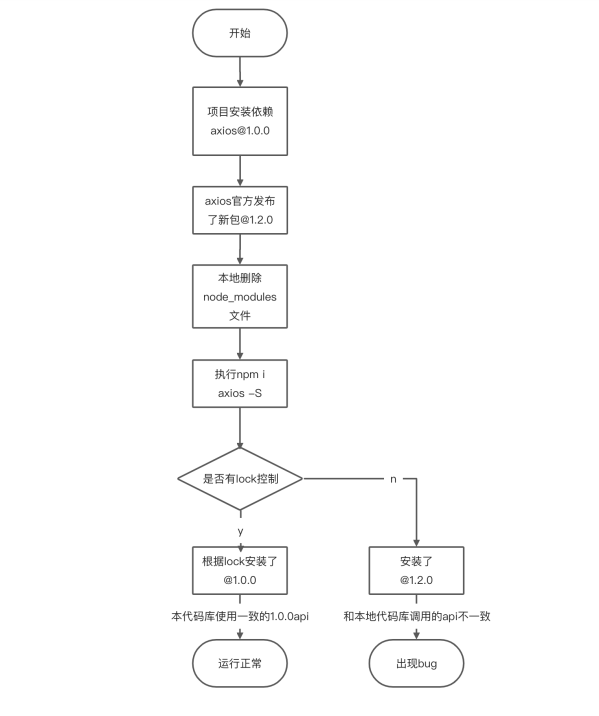 开始
项目安装依赖
axios@1.0.0
axios官方发布
了新包@1.2.0
本地删除
node_modules
文件
执行npm i
axios -S
是否有lock控制
n
y
根据lock安装了
@1.0.0
安装了
@1.2.0
本代码库使用一致的1.0.0api
和本地代码库调用的api不一致
运行正常
出现bug